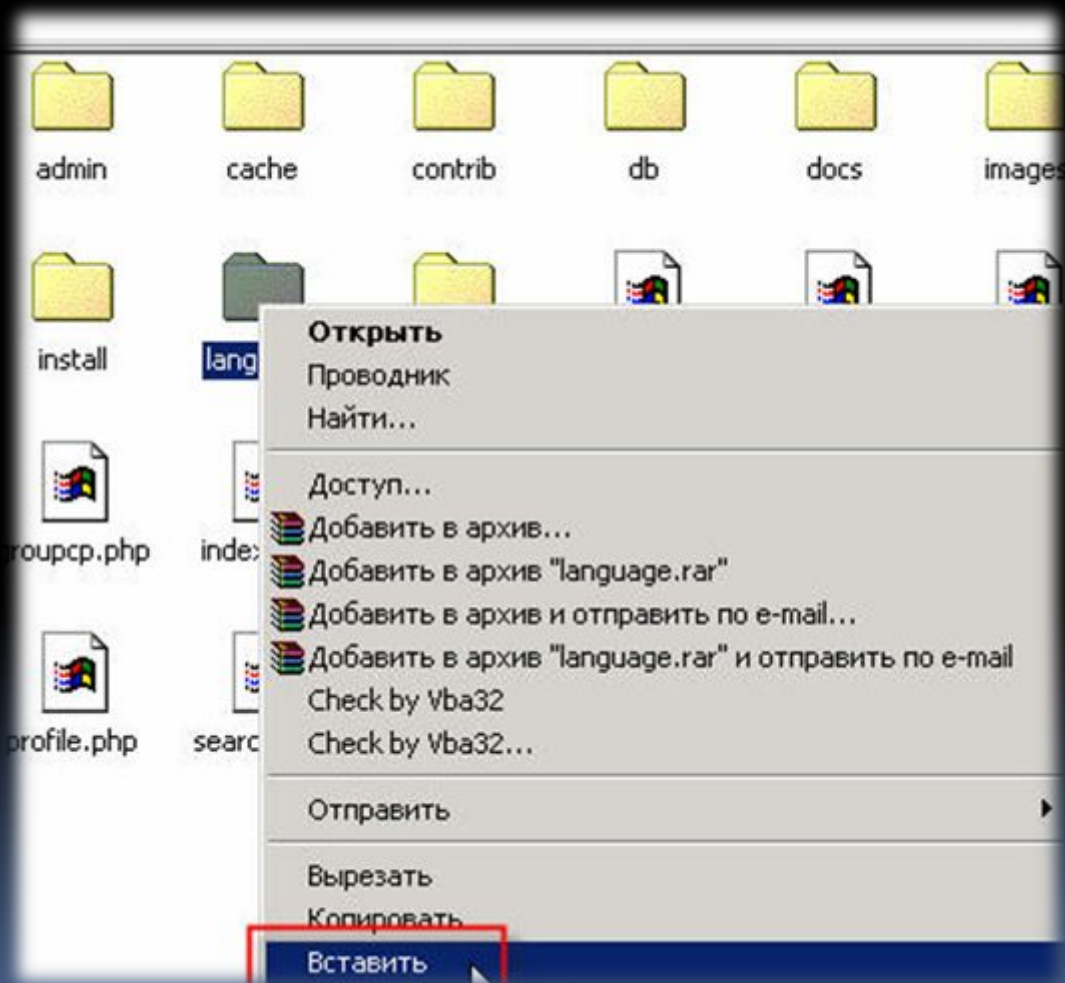 admin cache contrib db docs images
install lang
Открыть
Проводник
Найти...
Доступ...
Добавить в архив...
groupcp.php index
Добавить в архив "language.rar"
Добавить в архив и отправить по e-mail...
Добавить в архив "language.rar" и отправить по e-mail
Check by Vba32
profile.php searc
Check by Vba32...
Отправить
Вырезать
Копировать
Вставить